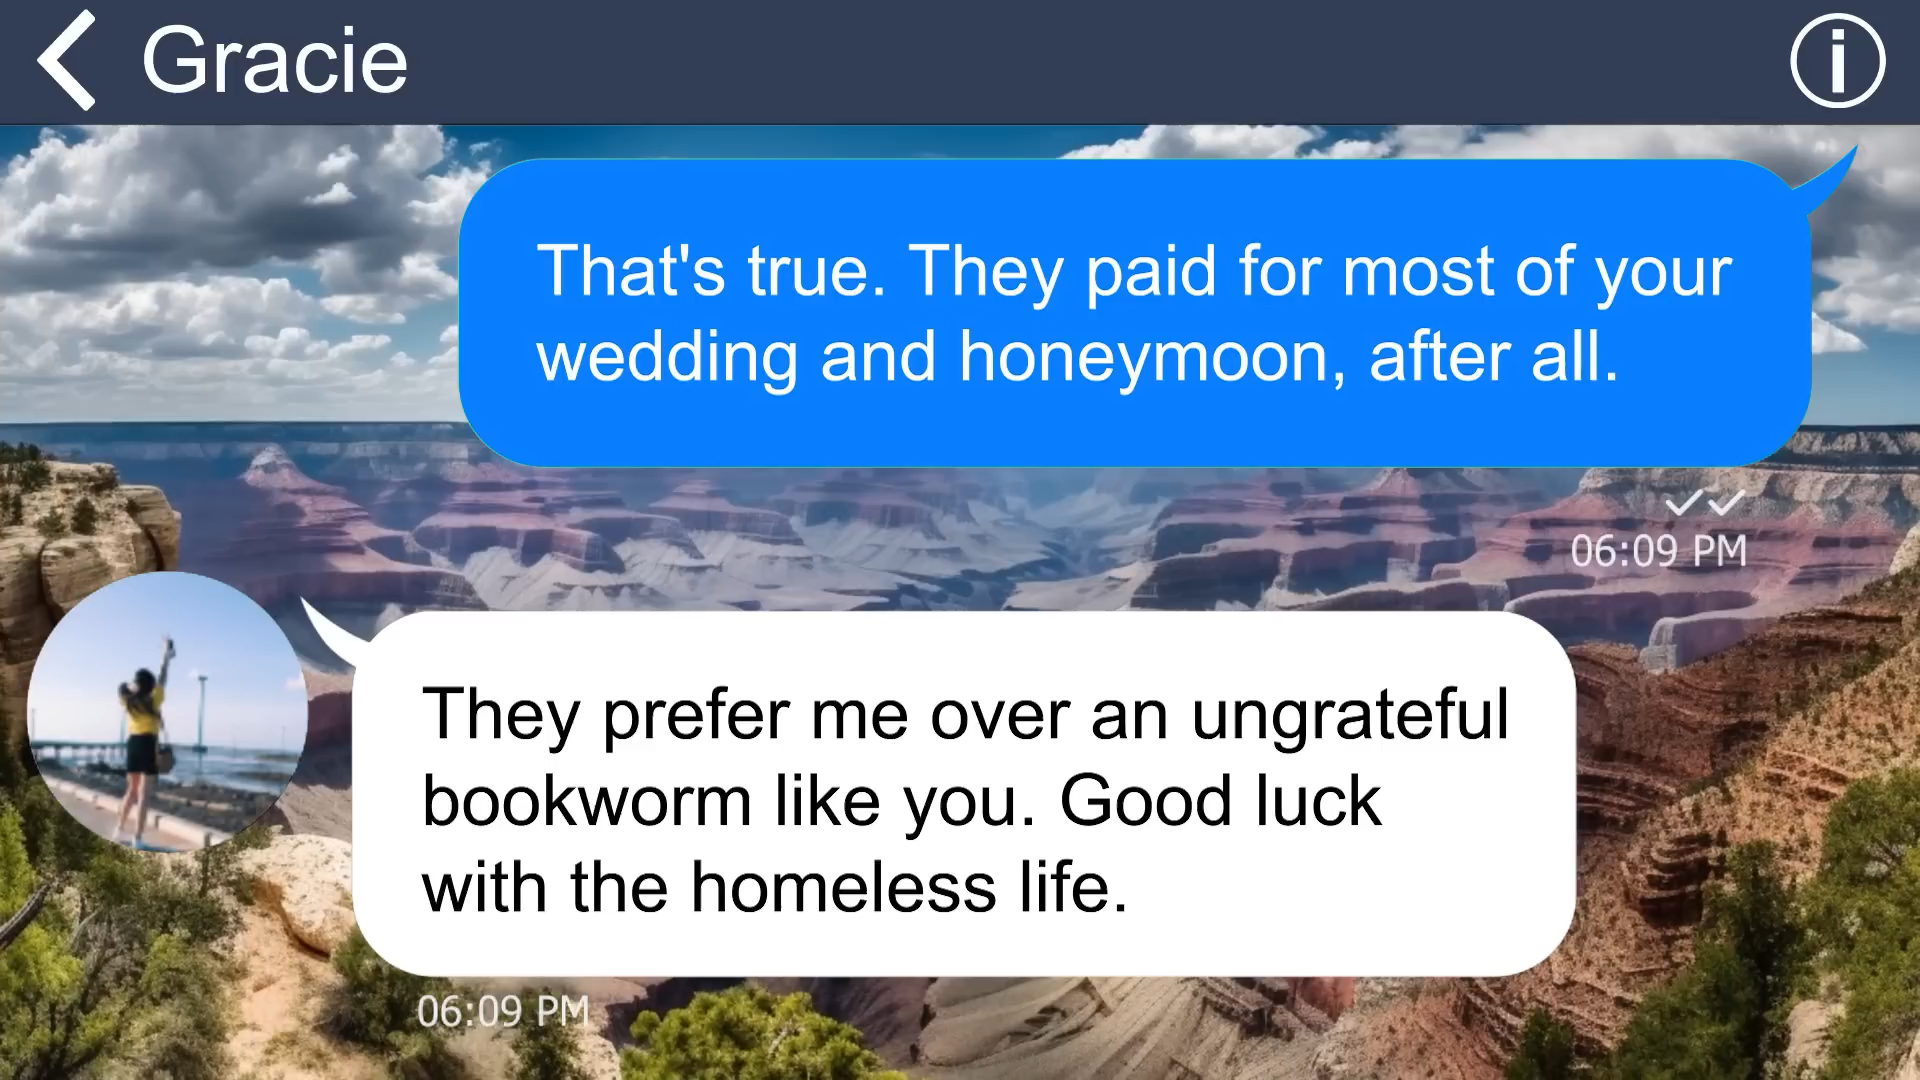 Gracie
That's true. They paid for most of your
wedding and honeymoon, after all.
06:09 PM
They prefer me over an ungrateful
bookworm like you. Good luck
with the homeless life.
06:09 PM